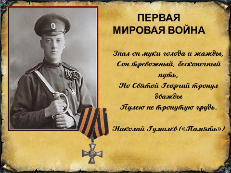 ПЕРВАЯ
МИРОВАЯ ВОЙНА
Знал он муки голода и жажды,
Сон тревожный, бесконечный
путь,
Но Святой Георгий тронул
дважды
Пулею не тронутую грудь.
Николай Гумилев («Память»)